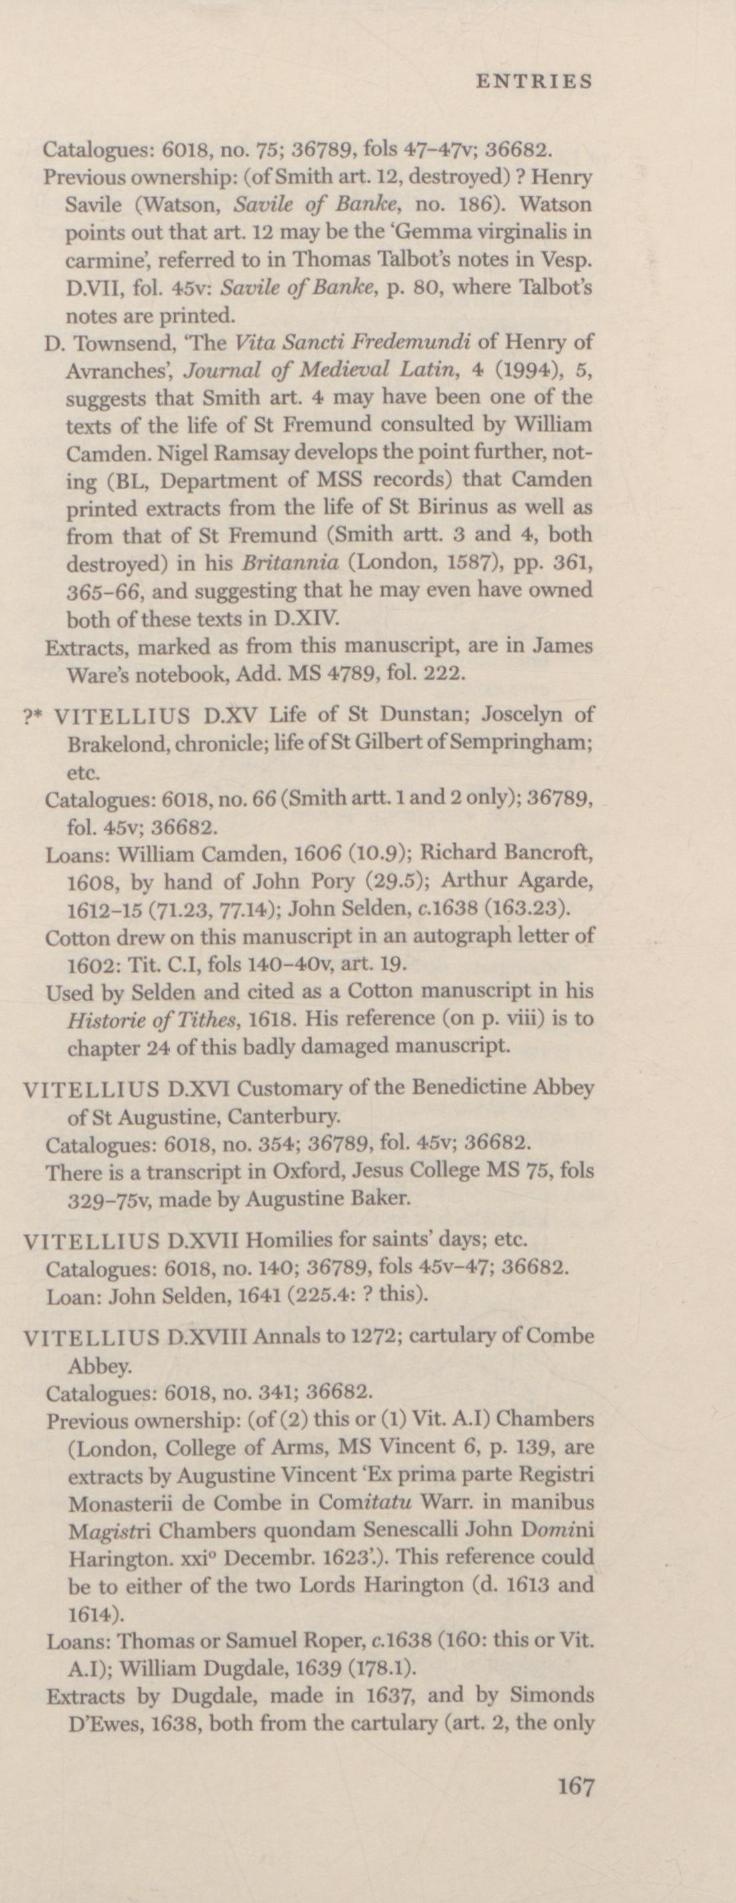 ENTRIES
Catalogues: 6018, no. 75; 36789, fols 47–47v; 36682.
Previous ownership: (of Smith art. 12, destroyed) ? Henry
Savile (Watson, Savile of Banke, no. 186). Watson
points out that art. 12 may be the ‘Gemma virginalis in
carmine’, referred to in Thomas Talbot’s notes in Vesp.
D.VII, fol. 45v: Savile of Banke, p. 80, where Talbot’s
notes are printed.
D. Townsend, ‘The Vita Sancti Fredemundi of Henry of
Avranches’, Journal of Medieval Latin, 4 (1994), 5,
suggests that Smith art. 4 may have been one of the
texts of the life of St Fremund consulted by William
Camden. Nigel Ramsay develops the point further, not-
ing (BL, Department of MSS records) that Camden
printed extracts from the life of St Birinus as well as
from that of St Fremund (Smith artt. 3 and 4, both
destroyed) in his Britannia (London, 1587), pp. 361,
365–66, and suggesting that he may even have owned
both of these texts in D.XIV.
Extracts, marked as from this manuscript, are in James
Ware’s notebook, Add. MS 4789, fol. 222.
?* VITELLIUS D.XV Life of St Dunstan; Joscelyn of
Brakelond, chronicle; life of St Gilbert of Sempringham;
etc.
Catalogues: 6018, no. 66 (Smith artt. 1 and 2 only); 36789,
fol. 45v; 36682.
Loans: William Camden, 1606 (10.9); Richard Bancroft,
1608, by hand of John Pory (29.5); Arthur Agarde,
1612–15 (71.23, 77.14); John Selden, c.1638 (163.23).
Cotton drew on this manuscript in an autograph letter of
1602: Tit. C.I, fols 140–40v, art. 19.
Used by Selden and cited as a Cotton manuscript in his
Historie of Tithes, 1618. His reference (on p. viii) is to
chapter 24 of this badly damaged manuscript.
VITELLIUS D.XVI Customary of the Benedictine Abbey
of St Augustine, Canterbury.
Catalogues: 6018, no. 354; 36789, fol. 45v; 36682.
There is a transcript in Oxford, Jesus College MS 75, fols
329–75v, made by Augustine Baker.
VITELLIUS D.XVII Homilies for saints’ days; etc.
Catalogues: 6018, no. 140; 36789, fols 45v–47; 36682.
Loan: John Selden, 1641 (225.4: ? this).
VITELLIUS D.XVIII Annals to 1272; cartulary of Combe
Abbey.
Catalogues: 6018, no. 341; 36682.
Previous ownership: (of (2) this or (1) Vit. A.I) Chambers
(London, College of Arms, MS Vincent 6, p. 139, are
extracts by Augustine Vincent ‘Ex prima parte Registri
Monasterii de Combe in Comitatu Warr. in manibus
Magistri Chambers quondam Senescalli John Domini
Harington. xxiº Decembr. 1623’.). This reference could
be to either of the two Lords Harington (d. 1613 and
1614).
Loans: Thomas or Samuel Roper, c.1638 (160: this or Vit.
A.I); William Dugdale, 1639 (178.1).
Extracts by Dugdale, made in 1637, and by Simonds
D’Ewes, 1638, both from the cartulary (art. 2, the only
167